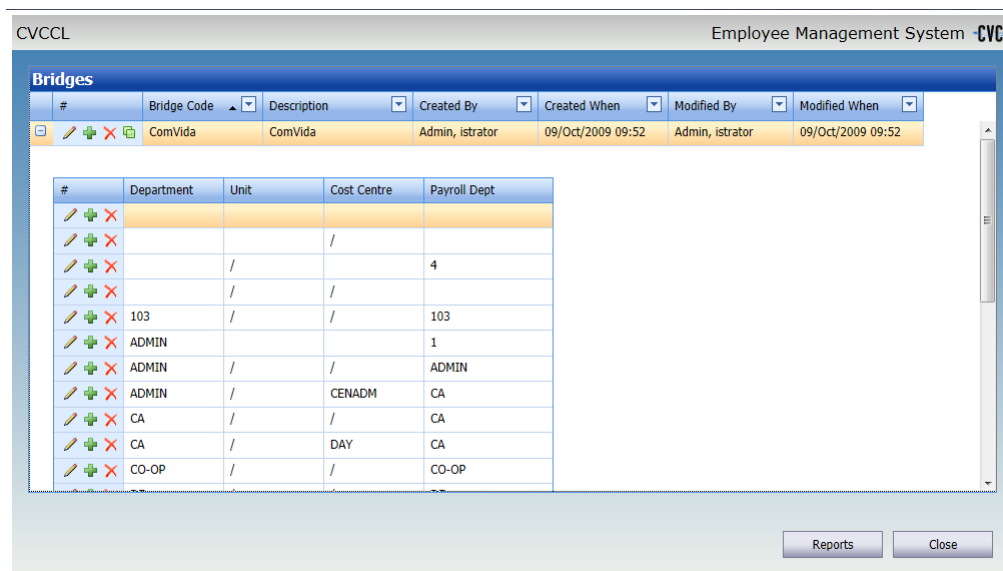 CVCCL Employee Management System CVC
Bridges
# Bridge Code Description Created By Created When Modified By Modified When
ComVida ComVida Admin, istrator 09/Oct/2009 09:52 Admin, istrator 09/Oct/2009 09:52
# Department Unit Cost Centre Payroll Dept
/
/ 4
/ /
103 / / 103
ADMIN 1
ADMIN / / ADMIN
ADMIN / CENADM CA
CA / / CA
CA / DAY CA
CO-OP / / CO-OP
Reports Close